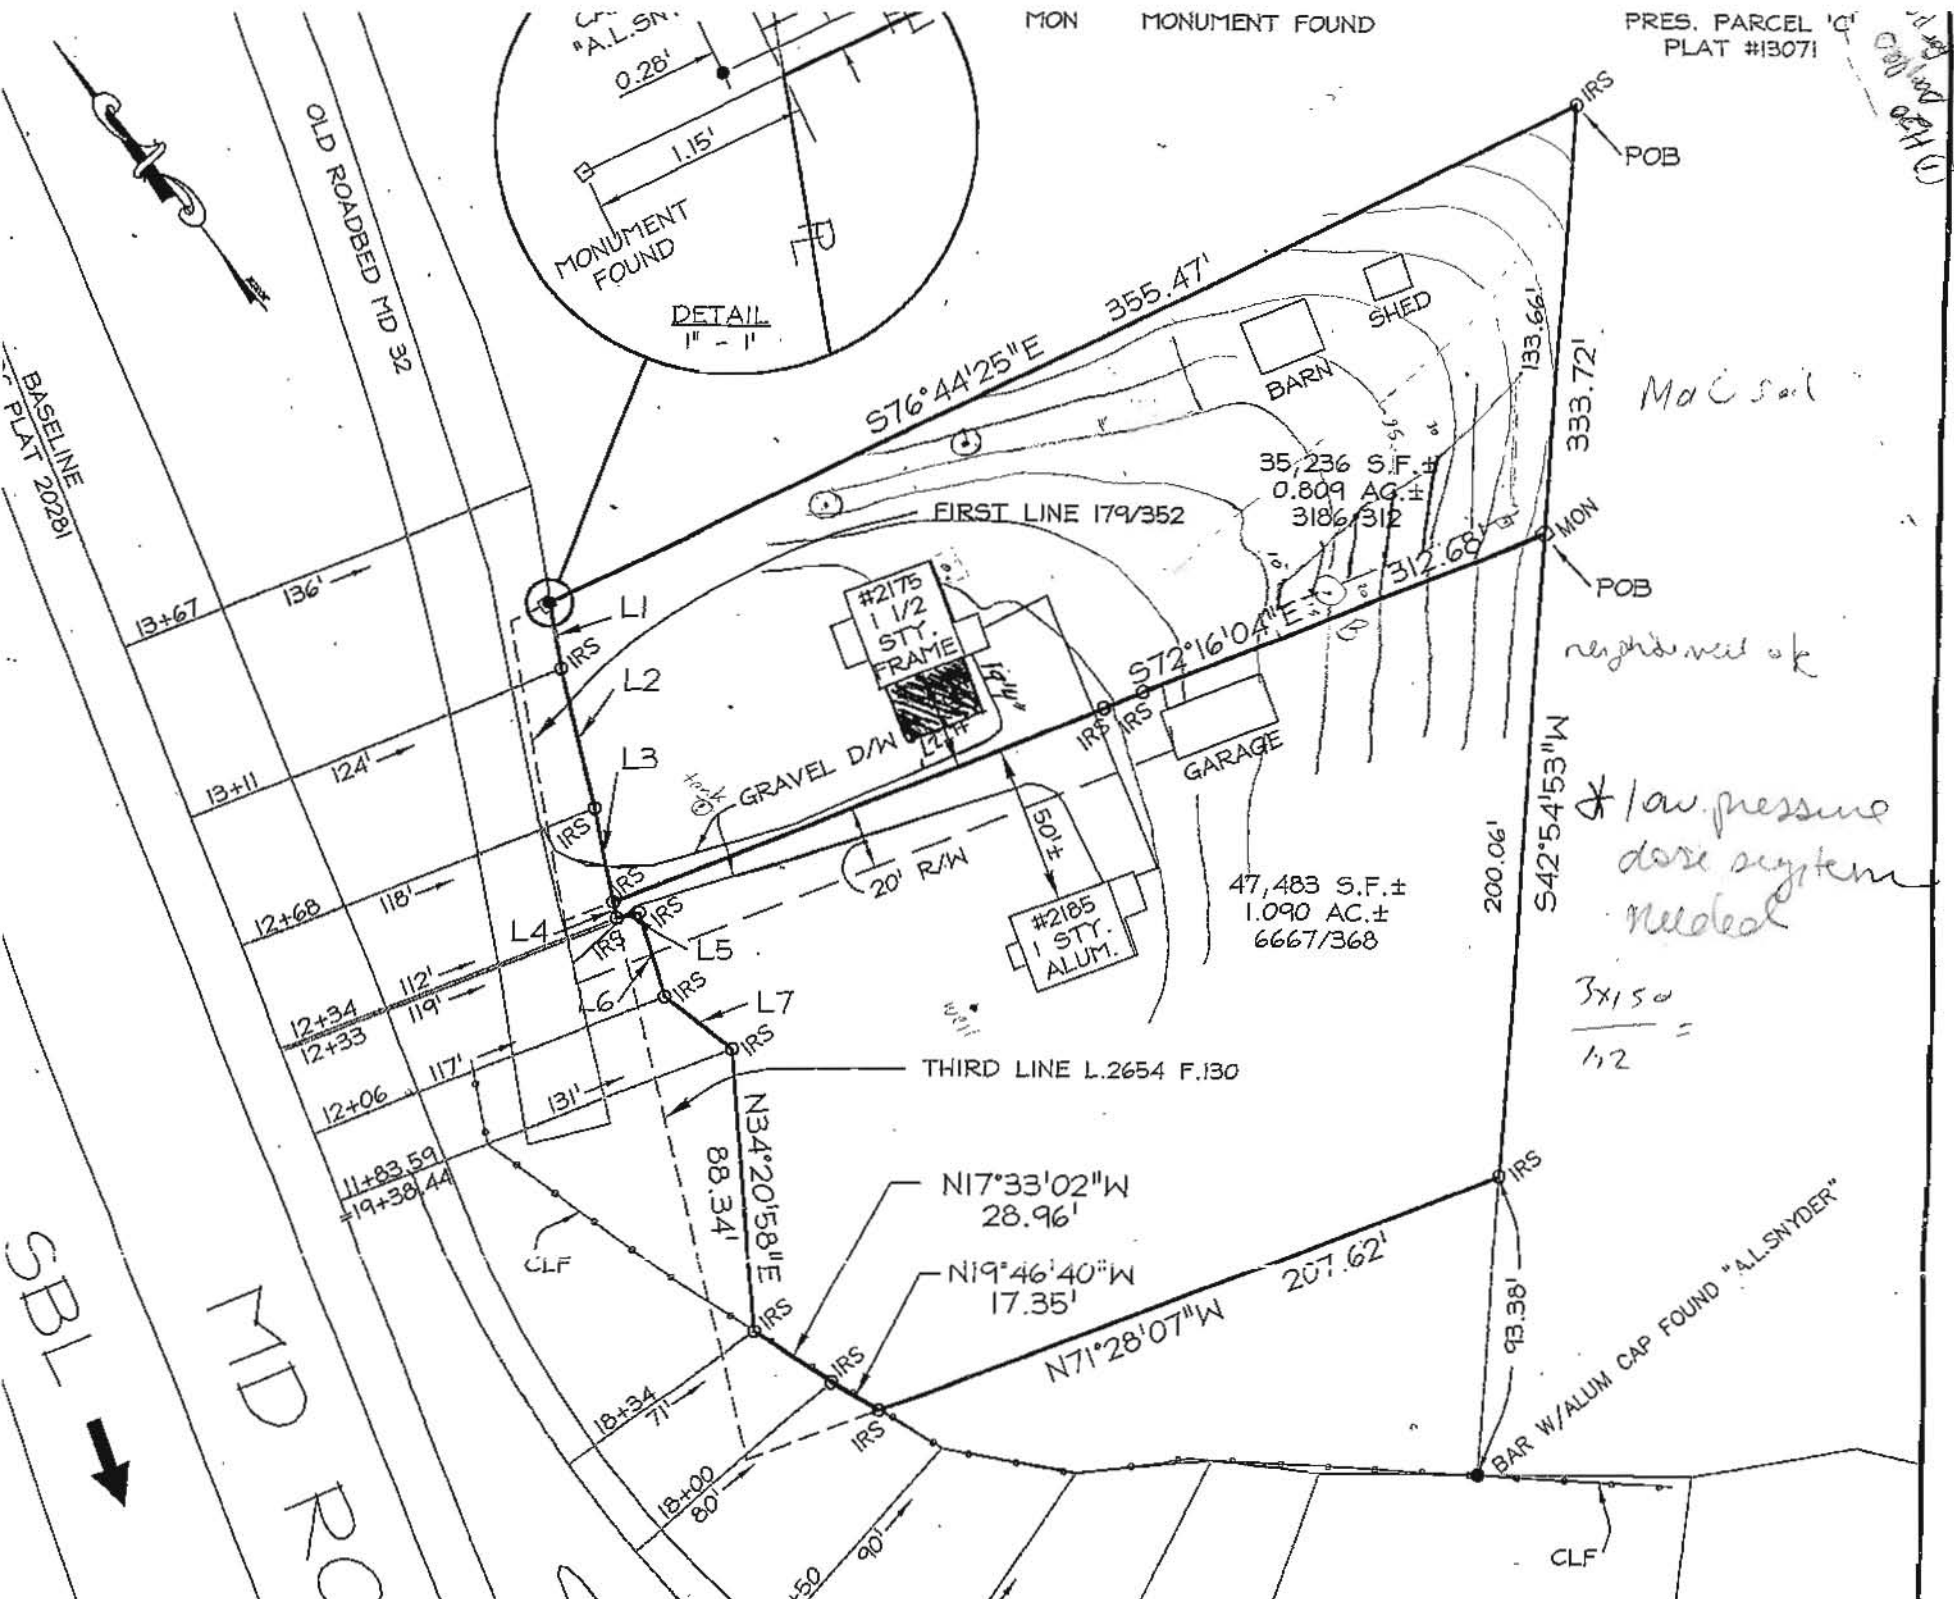 "A.L.SN
0.28'
1.15'
MONUMENT
FOUND
DETAIL
1" - 1'
PL
MON MONUMENT FOUND
PRES. PARCEL 'C'
PLAT #13071
H20
IRS
POB
OLD ROADBED MD 32
BASELINE
PLAT 20281
355.47'
S76°44'25"E
SHED
BARN
133.66'
333.72'
35,236 S.F.±
0.809 AC.±
3186/312
FIRST LINE 179/352
312.68'
MON
POB
S72°16'04"E
#2175
1 1/2
STY.
FRAME
13+67
136'
L1
IRS
L2
13+11
124'
L3
IRS
GRAVEL D/W
tank
IRS
IRS
GARAGE
50'±
20' R/W
* low pressure
dose system
needed
200.06'
S42°54'53"W
47,483 S.F.±
1.090 AC.±
6667/368
#2185
1 STY.
ALUM.
12+68
118'
IRS
L4
IRS
IRS
L5
12+34
112'
12+33
119'
L6
IRS
L7
well
3x150
1.2
=
IRS
12+06
117'
131'
THIRD LINE L.2654 F.130
11+83.59
19+38.44
N34°20'58"E
88.34'
N17°33'02"W
28.96'
N19°46'40"W
17.35'
CLF
IRS
IRS
IRS
N71°28'07"W
207.62'
IRS
93.38'
BAR W/ALUM CAP FOUND "A.L.SNYDER"
SBL
MD RO
18+34
71'
18+00
80'
+50
90'
CLF